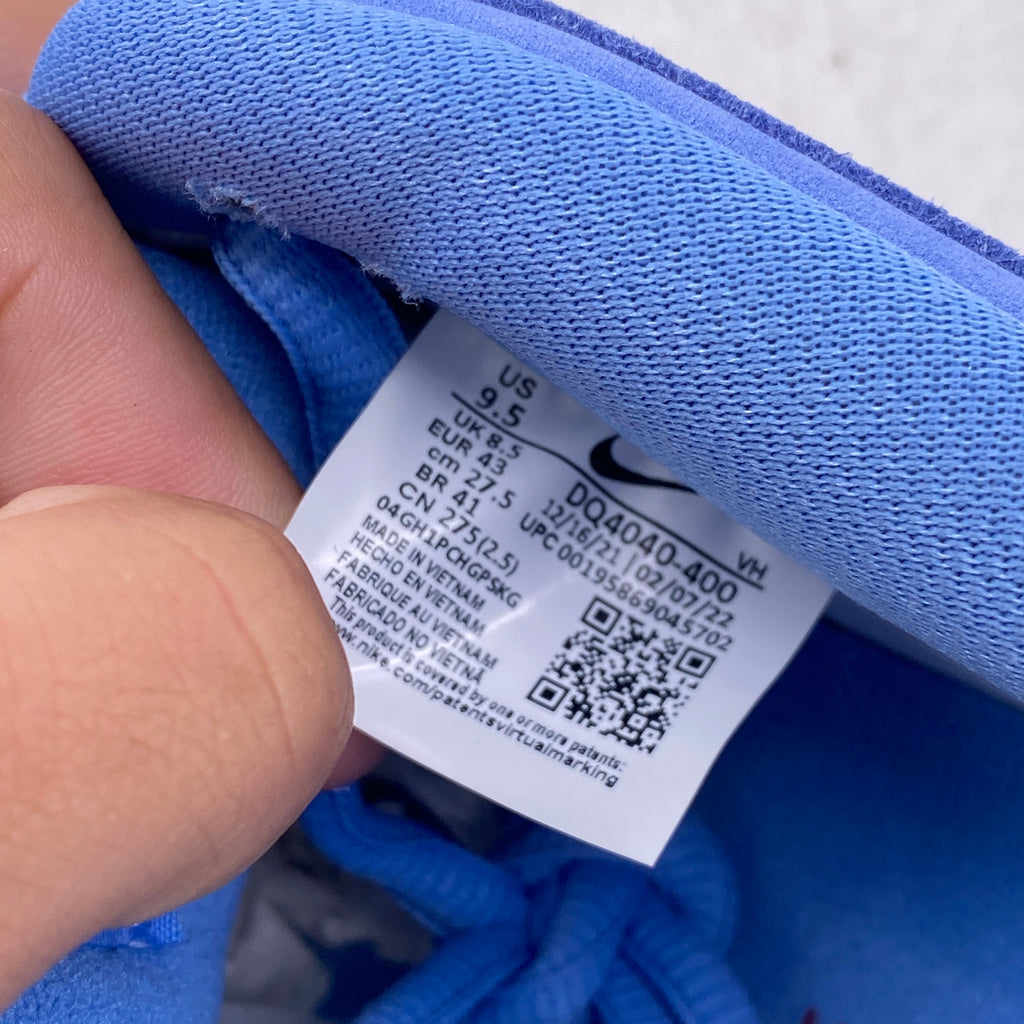 US
9.5
UK 8.5
EUR 43
cm 27.5
BR 41
CN 275(2.5)
04GH1PCHGPSKG
MADE IN VIETNAM
HECHO EN VIETNAM
FABRIQUE AU VIETNAM
FABRICADO NO VIETNA
This product is covered by one or more patents:
www.nike.com/patentsvirtualmarking
VH
DQ4040-400
12/16/21 | 02/07/22
UPC 00195869045702